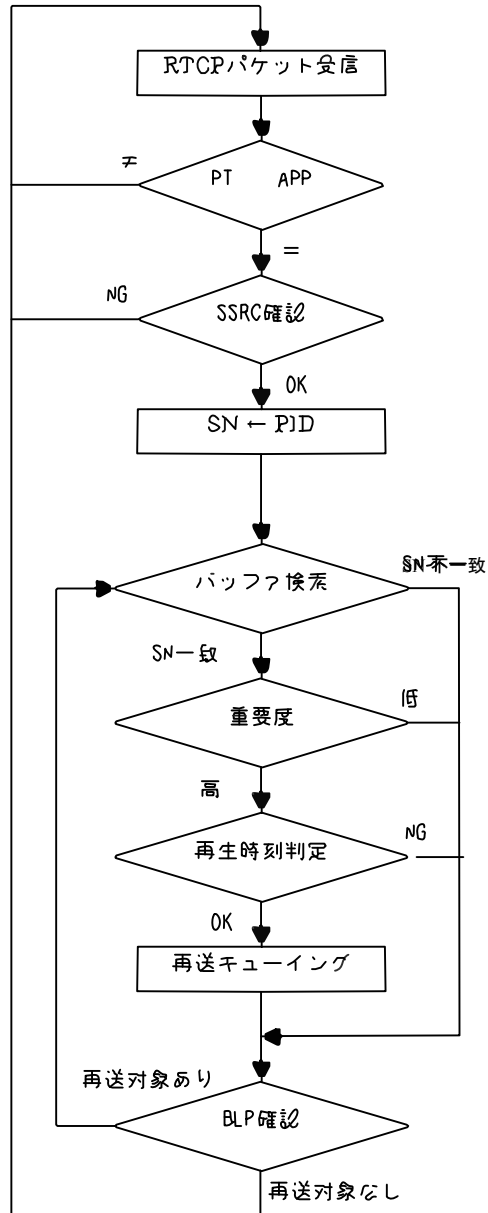 RTCPパケット受信
≠
PT APP
=
NG
SSRC確認
OK
SN ← PID
バッファ検索
SN不一致
SN一致
重要度
低
高
再生時刻判定
NG
OK
再送キューイング
再送対象あり
BLP確認
再送対象なし